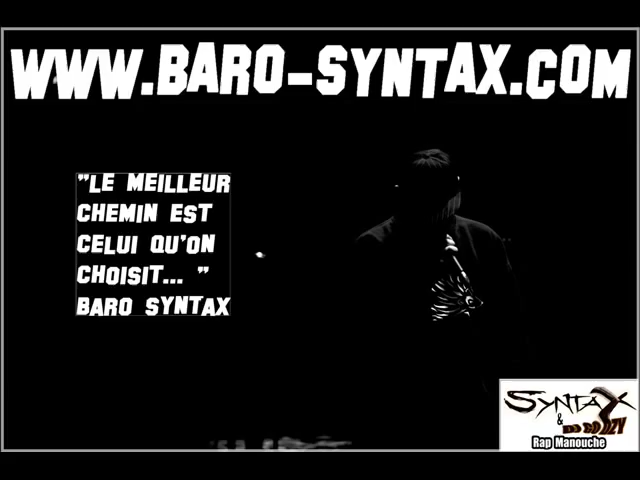 WWW.BARO-SYNTAX.COM
"LE MEILLEUR
CHEMIN EST
CELUI QU'ON
CHOISIT... "
BARO SYNTAX
SYNTAX
&
Rap Manouche